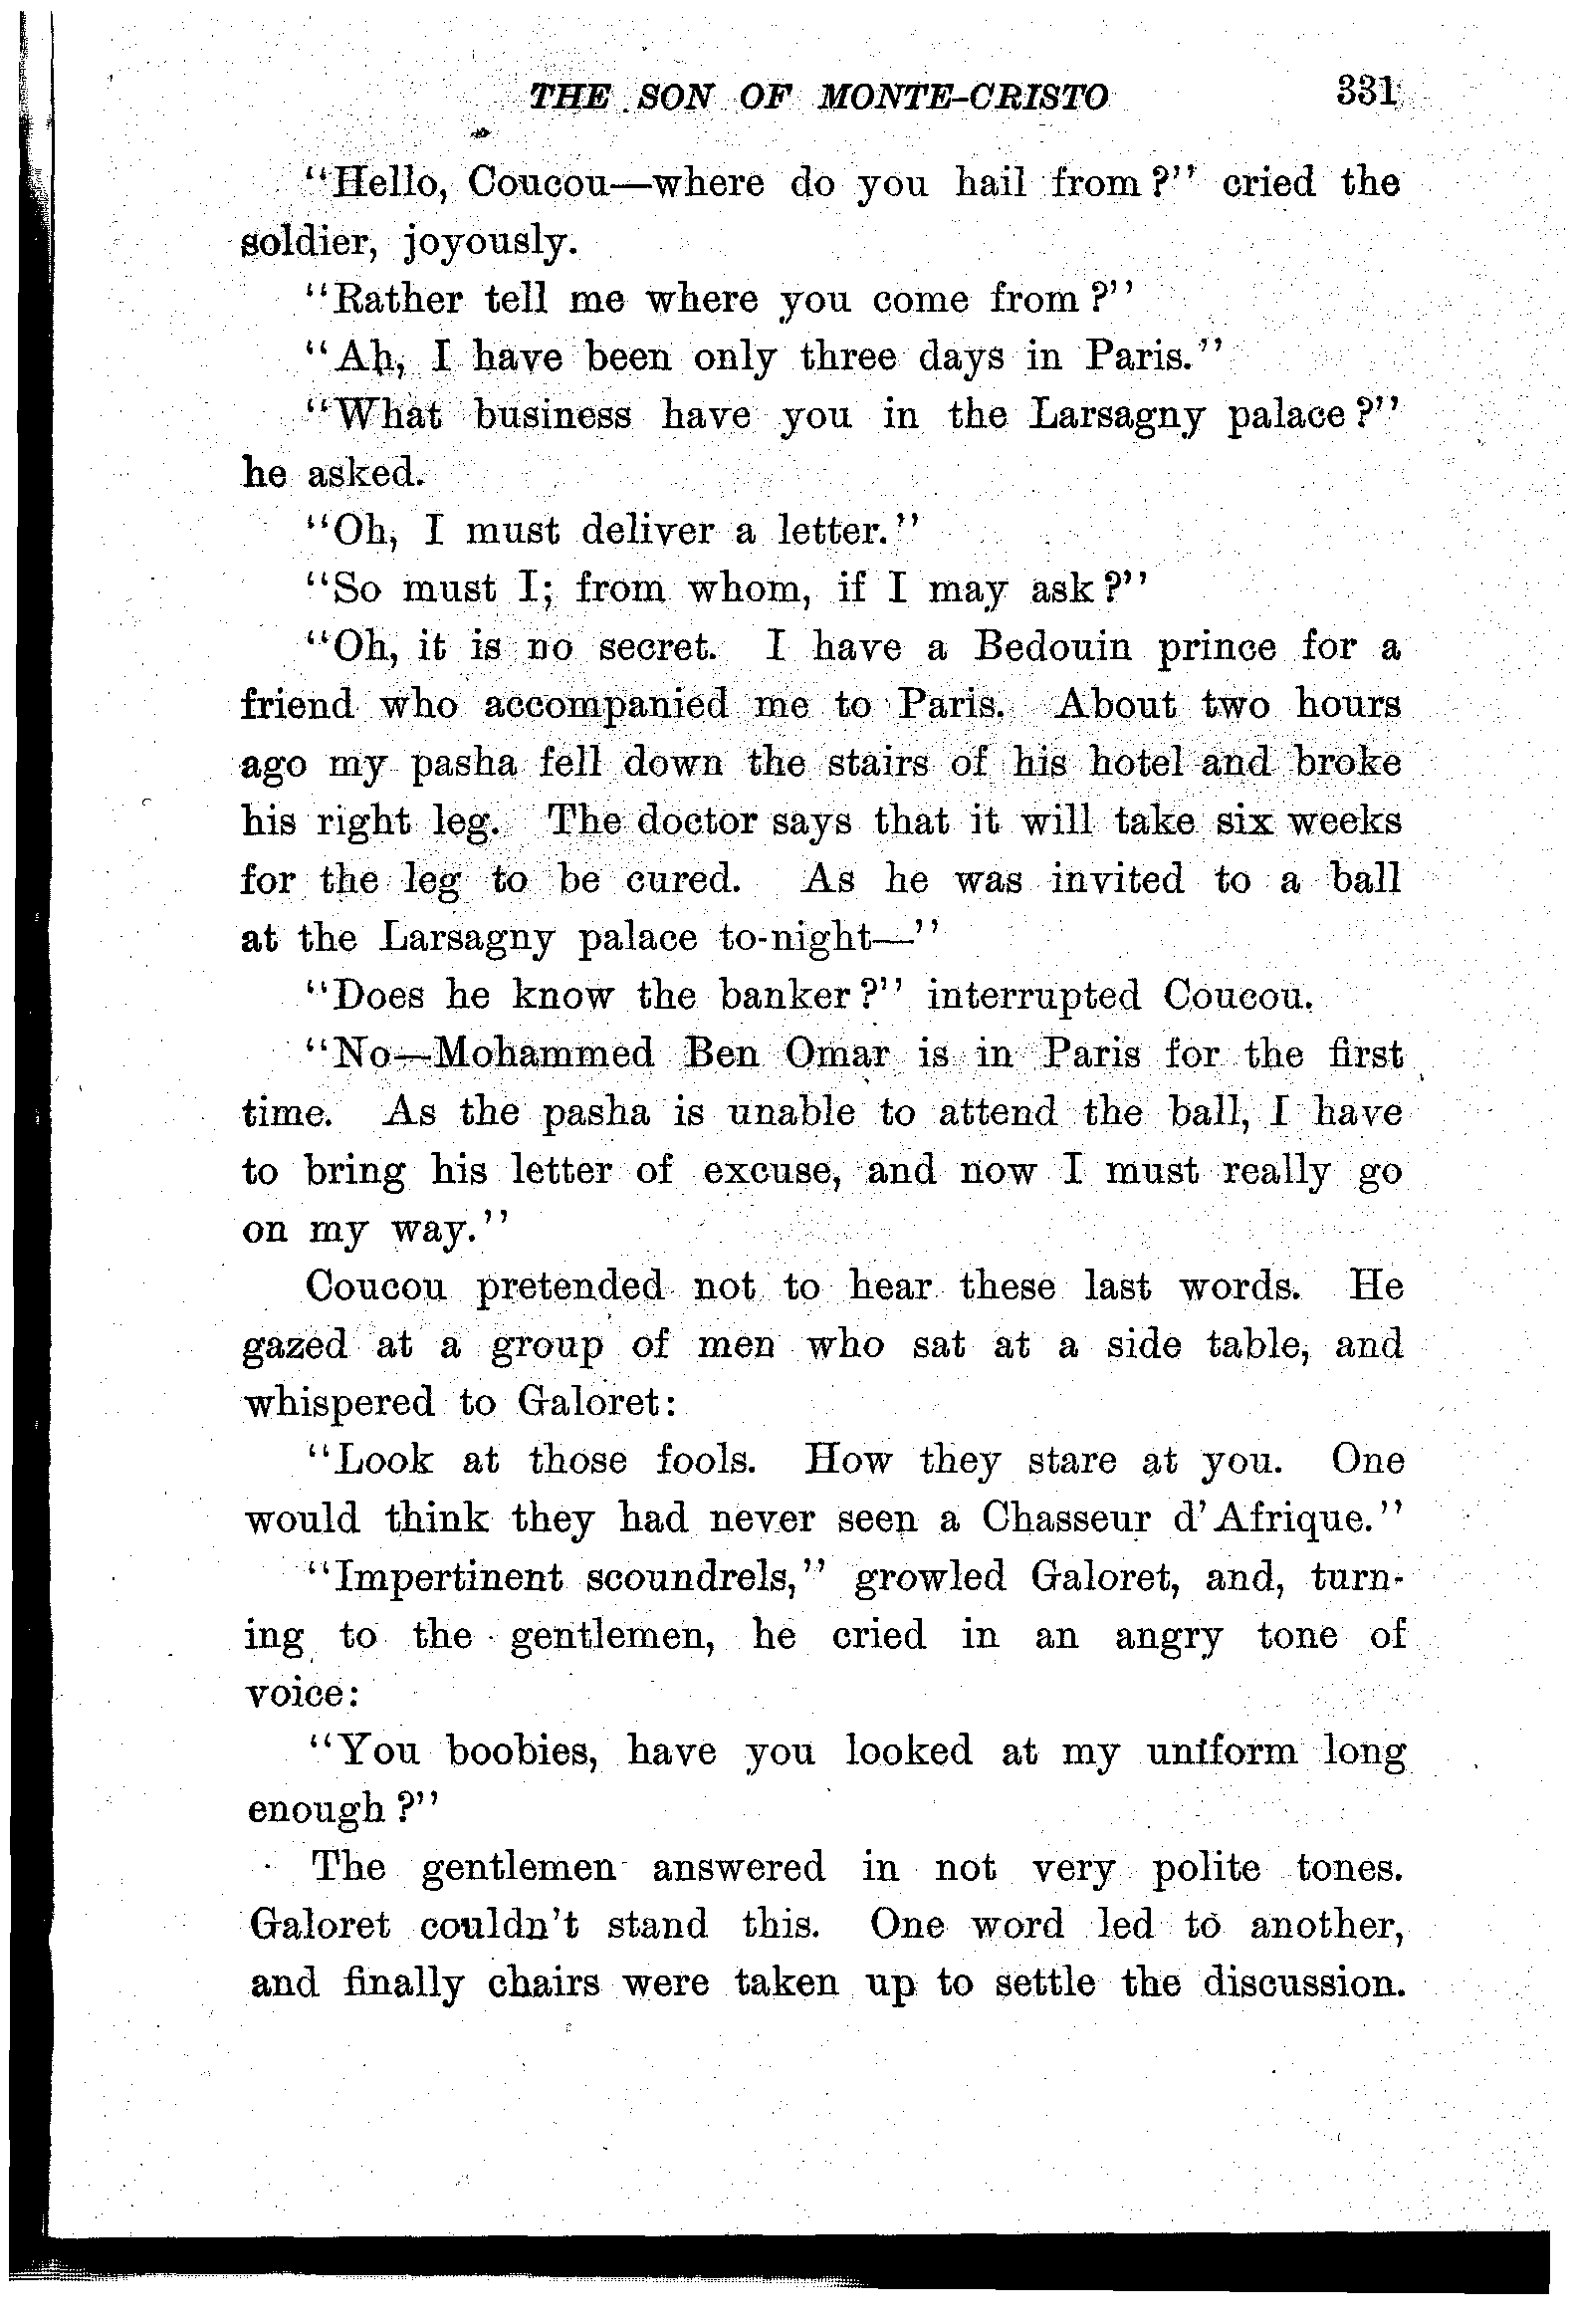 THE SON OF MONTE-CRISTO 331
"Hello, Coucou—where do you hail from?" cried the
soldier, joyously.
"Rather tell me where you come from?"
"Ah, I have been only three days in Paris."
"What business have you in the Larsagny palace?"
he asked.
"Oh, I must deliver a letter."
"So must I; from whom, if I may ask?"
"Oh, it is no secret. I have a Bedouin prince for a
friend who accompanied me to Paris. About two hours
ago my pasha fell down the stairs of his hotel and broke
his right leg. The doctor says that it will take six weeks
for the leg to be cured. As he was invited to a ball
at the Larsagny palace to-night—"
"Does he know the banker?" interrupted Coucou.
"No—Mohammed Ben Omar is in Paris for the first
time. As the pasha is unable to attend the ball, I have
to bring his letter of excuse, and now I must really go
on my way."
Coucou pretended not to hear these last words. He
gazed at a group of men who sat at a side table, and
whispered to Galoret:
"Look at those fools. How they stare at you. One
would think they had never seen a Chasseur d'Afrique."
"Impertinent scoundrels," growled Galoret, and, turn-
ing to the gentlemen, he cried in an angry tone of
voice:
"You boobies, have you looked at my uniform long
enough?"
The gentlemen answered in not very polite tones.
Galoret couldn't stand this. One word led to another,
and finally chairs were taken up to settle the discussion.